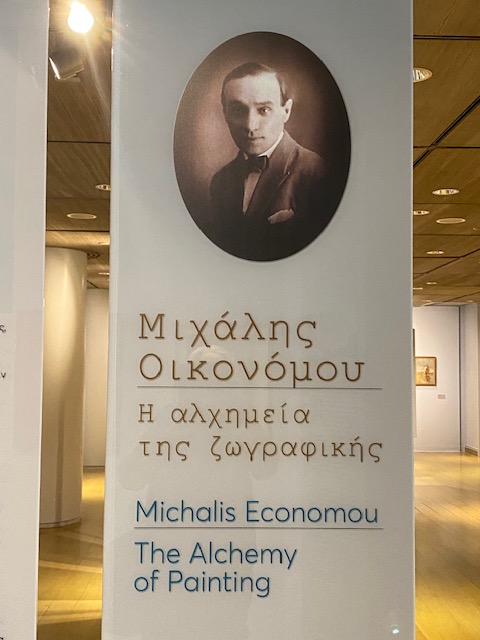 Μιχάλης
Οικονόμου
Η αλχημεία
της ζωγραφικής
Michalis Economou
The Alchemy
of Painting